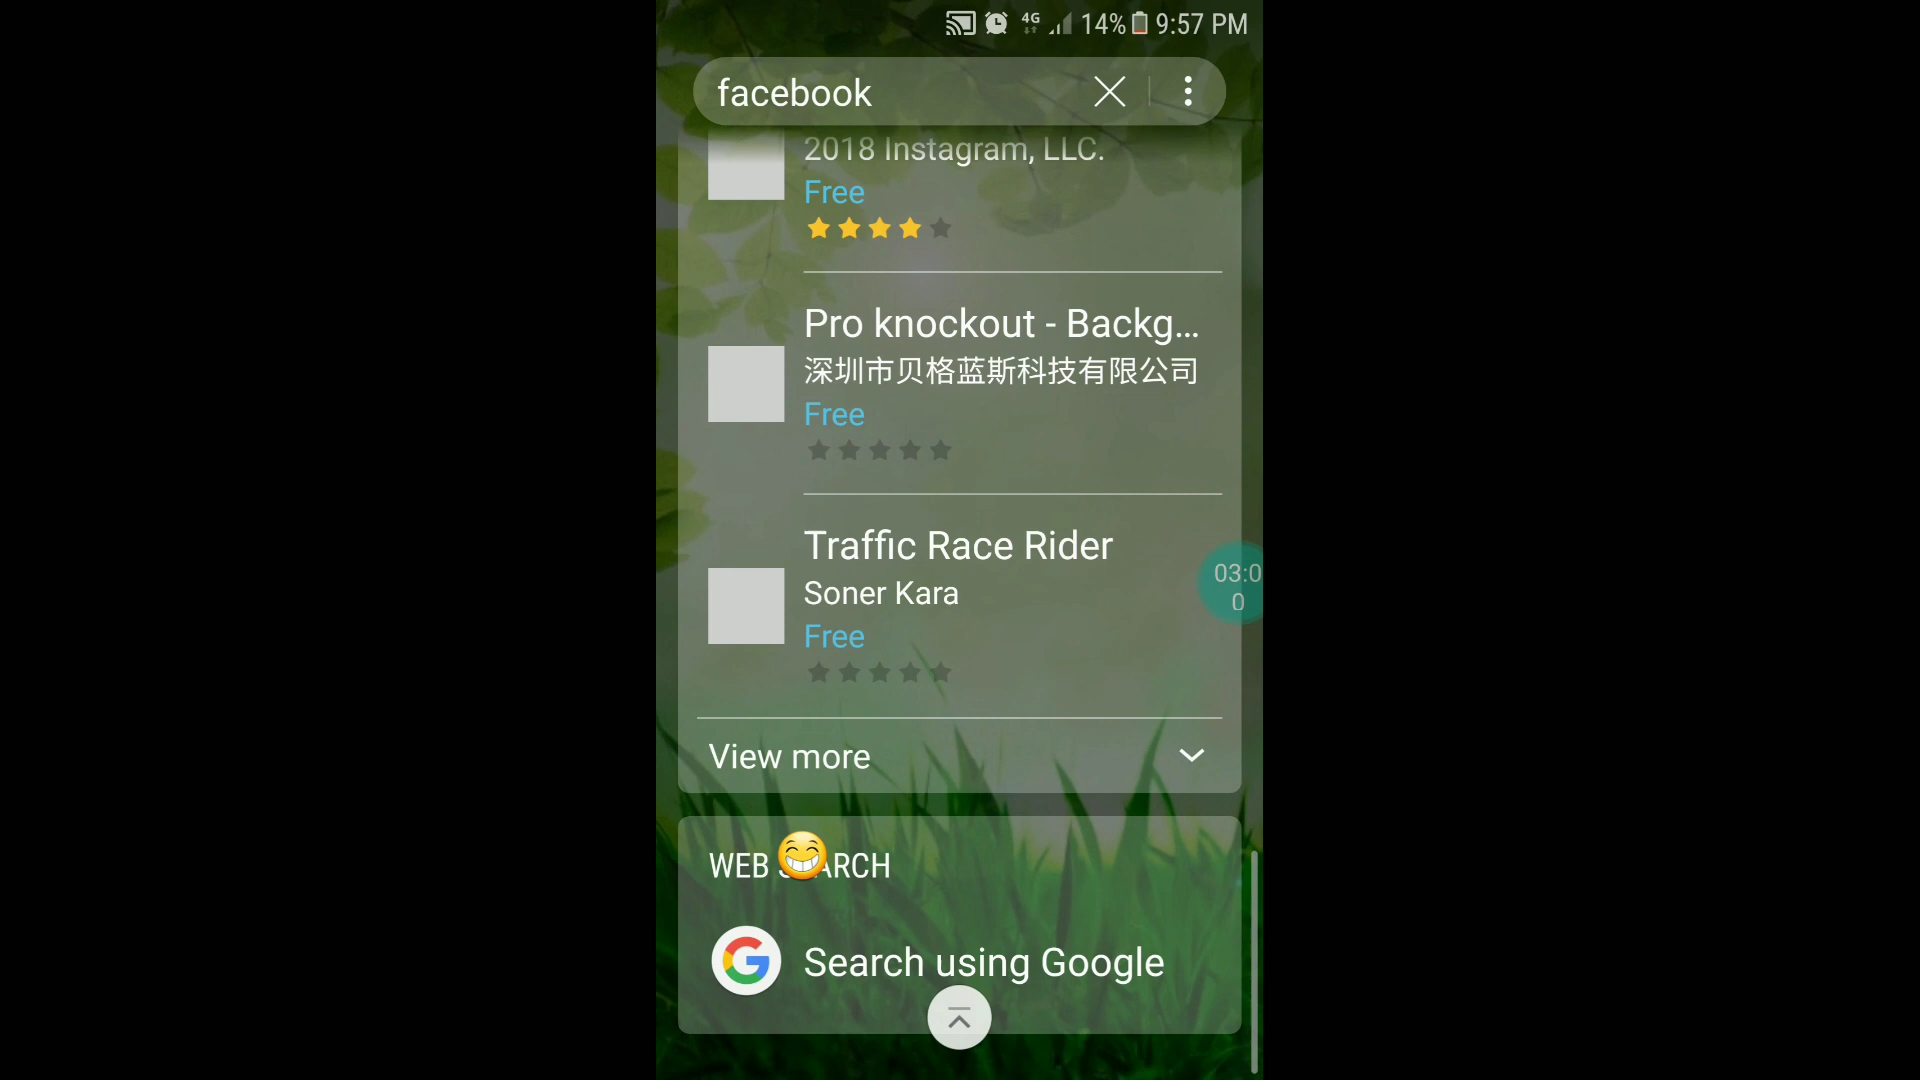 4G 14% 9:57 PM
facebook
2018 Instagram, LLC.
Free
Pro knockout - Backg...
深圳市贝格蓝斯科技有限公司
Free
Traffic Race Rider
Soner Kara
Free
03:0
0
View more
WEB S ARCH
Search using Google